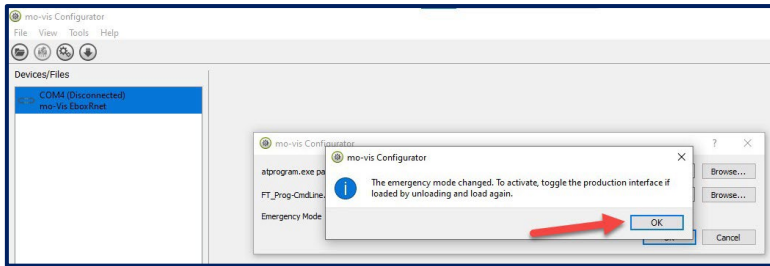 mo-vis Configurator
File View Tools Help
Devices/Files
COM4 (Disconnected)
mo-Vis EboxRnet
mo-vis Configurator
mo-vis Configurator
atprogram.exe pa
Browse...
The emergency mode changed. To activate, toggle the production interface if
loaded by unloading and load again.
FT_Prog-CmdLine.
Browse...
Emergency Mode
OK
Cancel